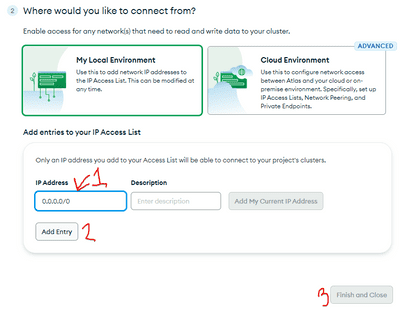 2 Where would you like to connect from?
Enable access for any network(s) that need to read and write data to your cluster.
ADVANCED
My Local Environment
Use this to add network IP addresses to
the IP Access List. This can be modified at
any time.
Cloud Environment
Use this to configure network access
between Atlas and your cloud or on-
premise environment. Specifically, set up
IP Access Lists, Network Peering, and
Private Endpoints.
Add entries to your IP Access List
Only an IP address you add to your Access List will be able to connect to your project's clusters.
1
IP Address Description
0.0.0.0/0 Enter description Add My Current IP Address
Add Entry 2
3 Finish and Close